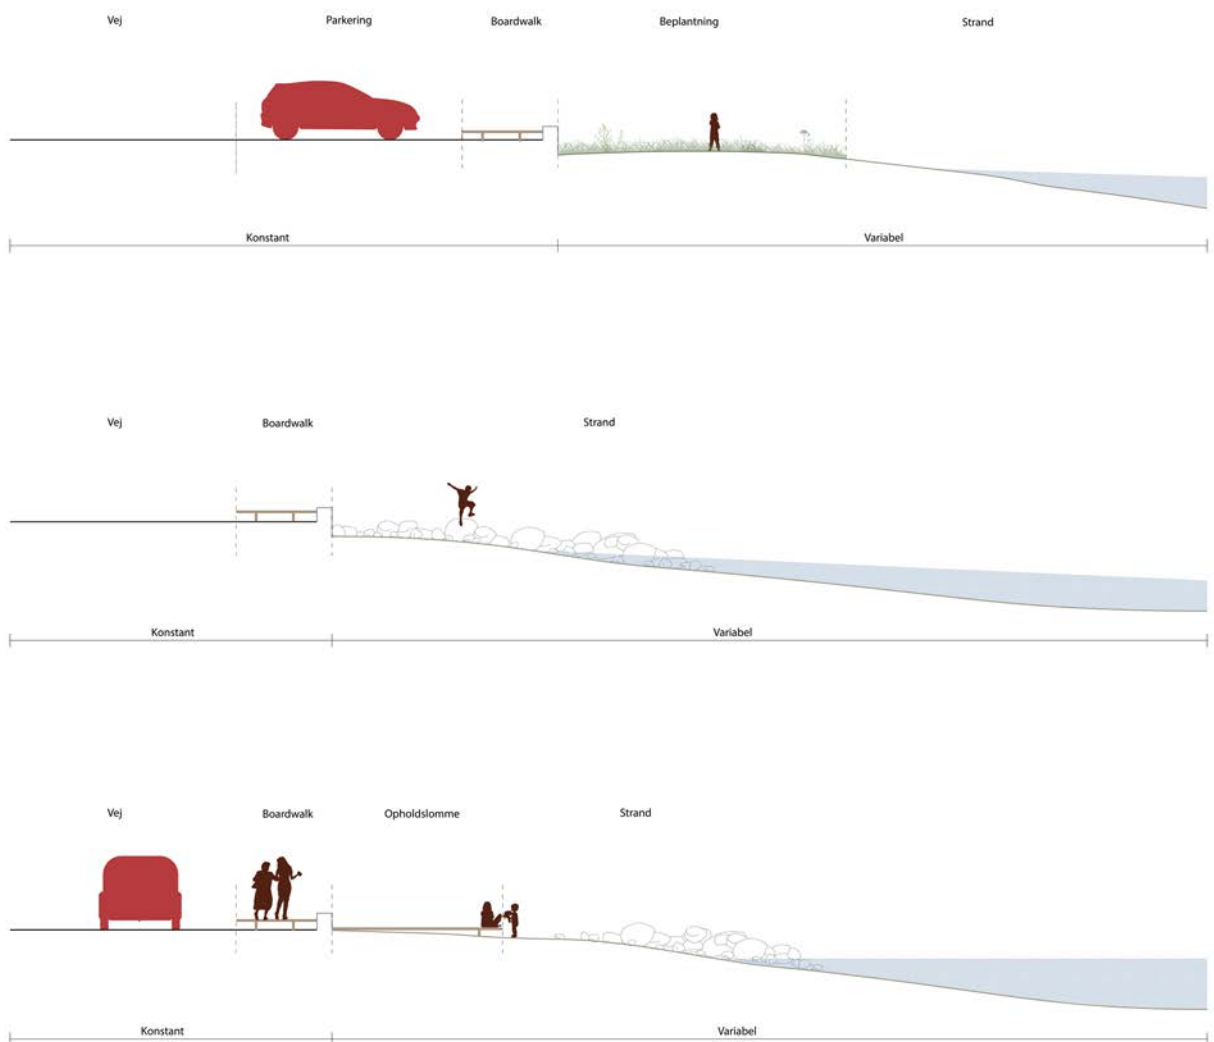 Vej Parkering Boardwalk Beplantning Strand
Konstant Variabel
Vej Boardwalk Strand
Konstant Variabel
Vej Boardwalk Opholdslomme Strand
Konstant Variabel